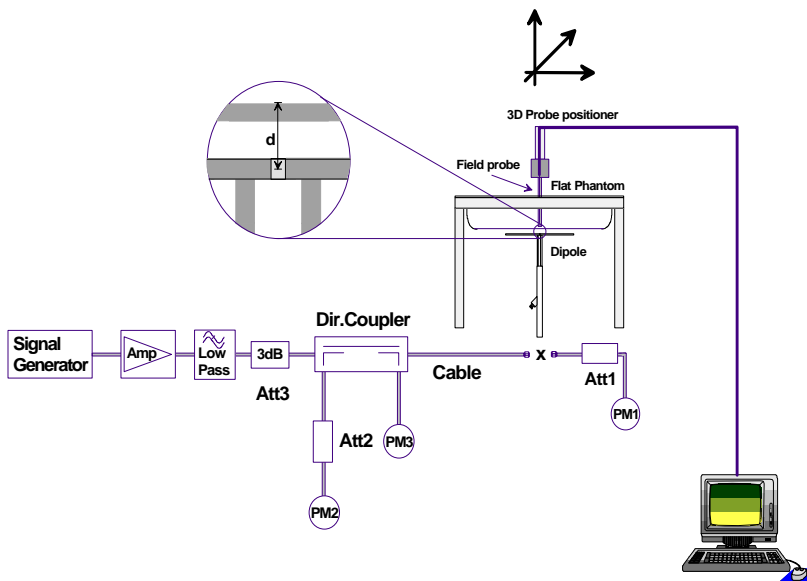 3D Probe positioner
d
Field probe
Flat Phantom
Dipole
Signal
Generator
Amp
Low
Pass
3dB
Att3
Dir.Coupler
Cable
x
Att1
PM1
Att2
PM3
PM2